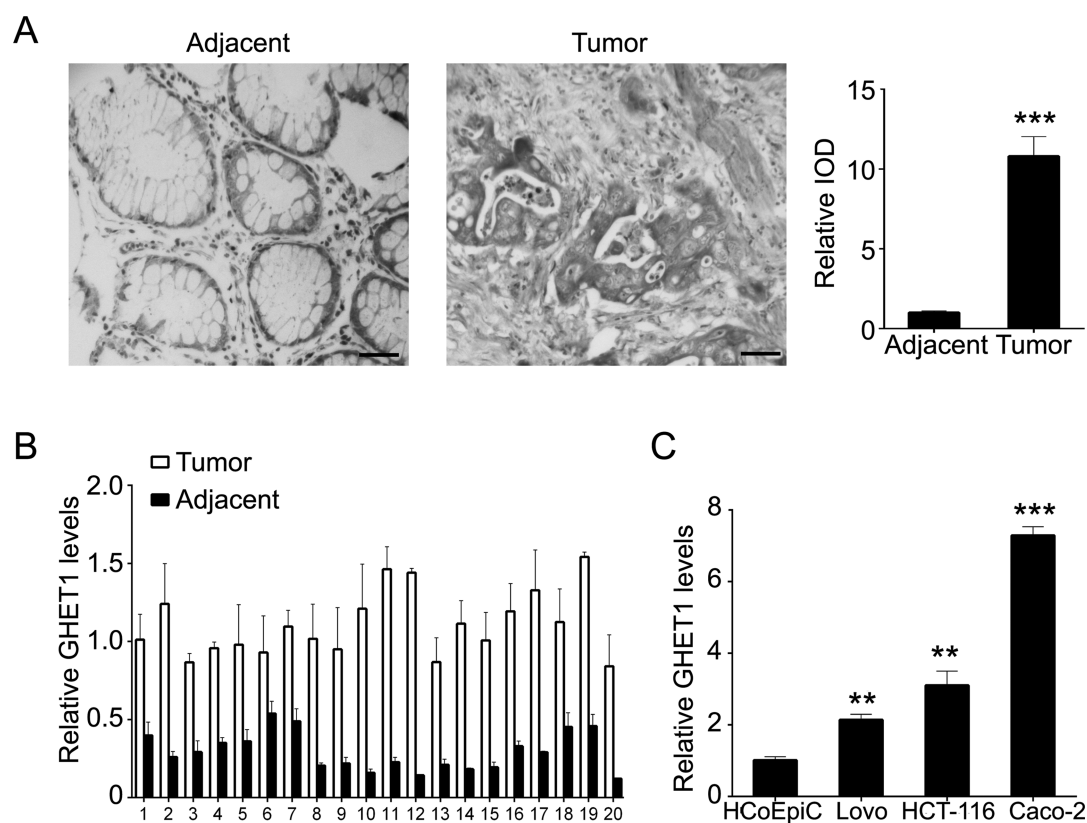 A
Adjacent
Tumor
Relative IOD
15
10
5
0
***
Adjacent Tumor
B
Tumor
Adjacent
Relative GHET1 levels
2.0
1.5
1.0
0.5
0
1 2 3 4 5 6 7 8 9 10 11 12 13 14 15 16 17 18 19 20
C
Relative GHET1 levels
8
6
4
2
0
**
**
***
HCoEpiC Lovo HCT-116 Caco-2